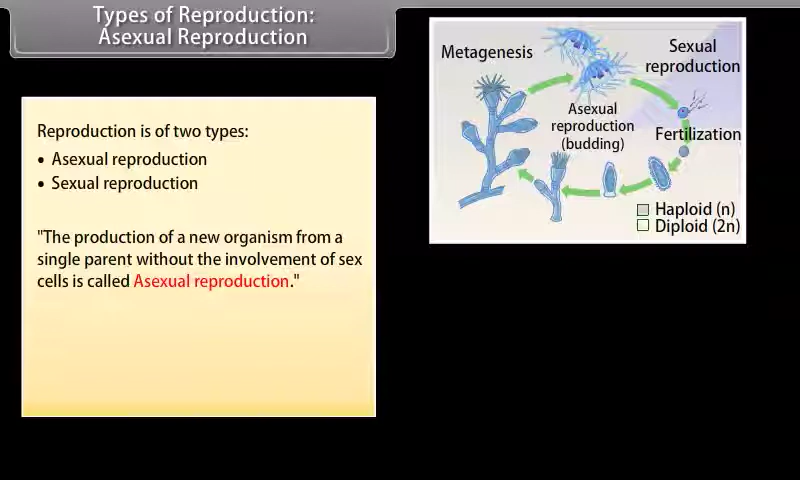 Types of Reproduction:
Asexual Reproduction
Reproduction is of two types:
• Asexual reproduction
• Sexual reproduction
"The production of a new organism from a
single parent without the involvement of sex
cells is called Asexual reproduction."
Metagenesis
Sexual
reproduction
Asexual
reproduction
(budding)
Fertilization
Haploid (n)
Diploid (2n)